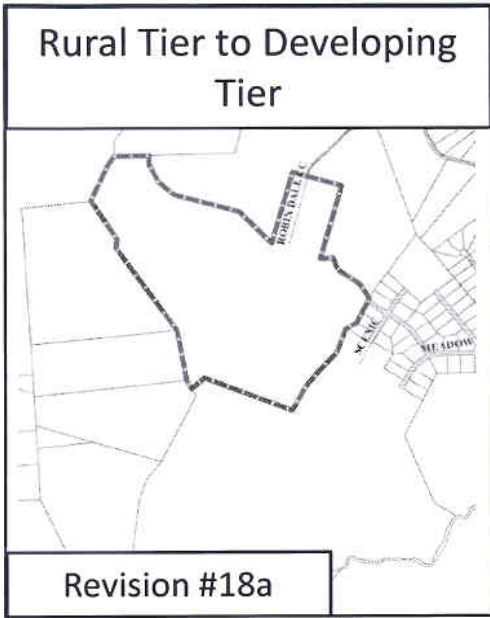 Rural Tier to Developing
Tier
ROBIN DALE
SCENIC
MEADOW
Revision #18a